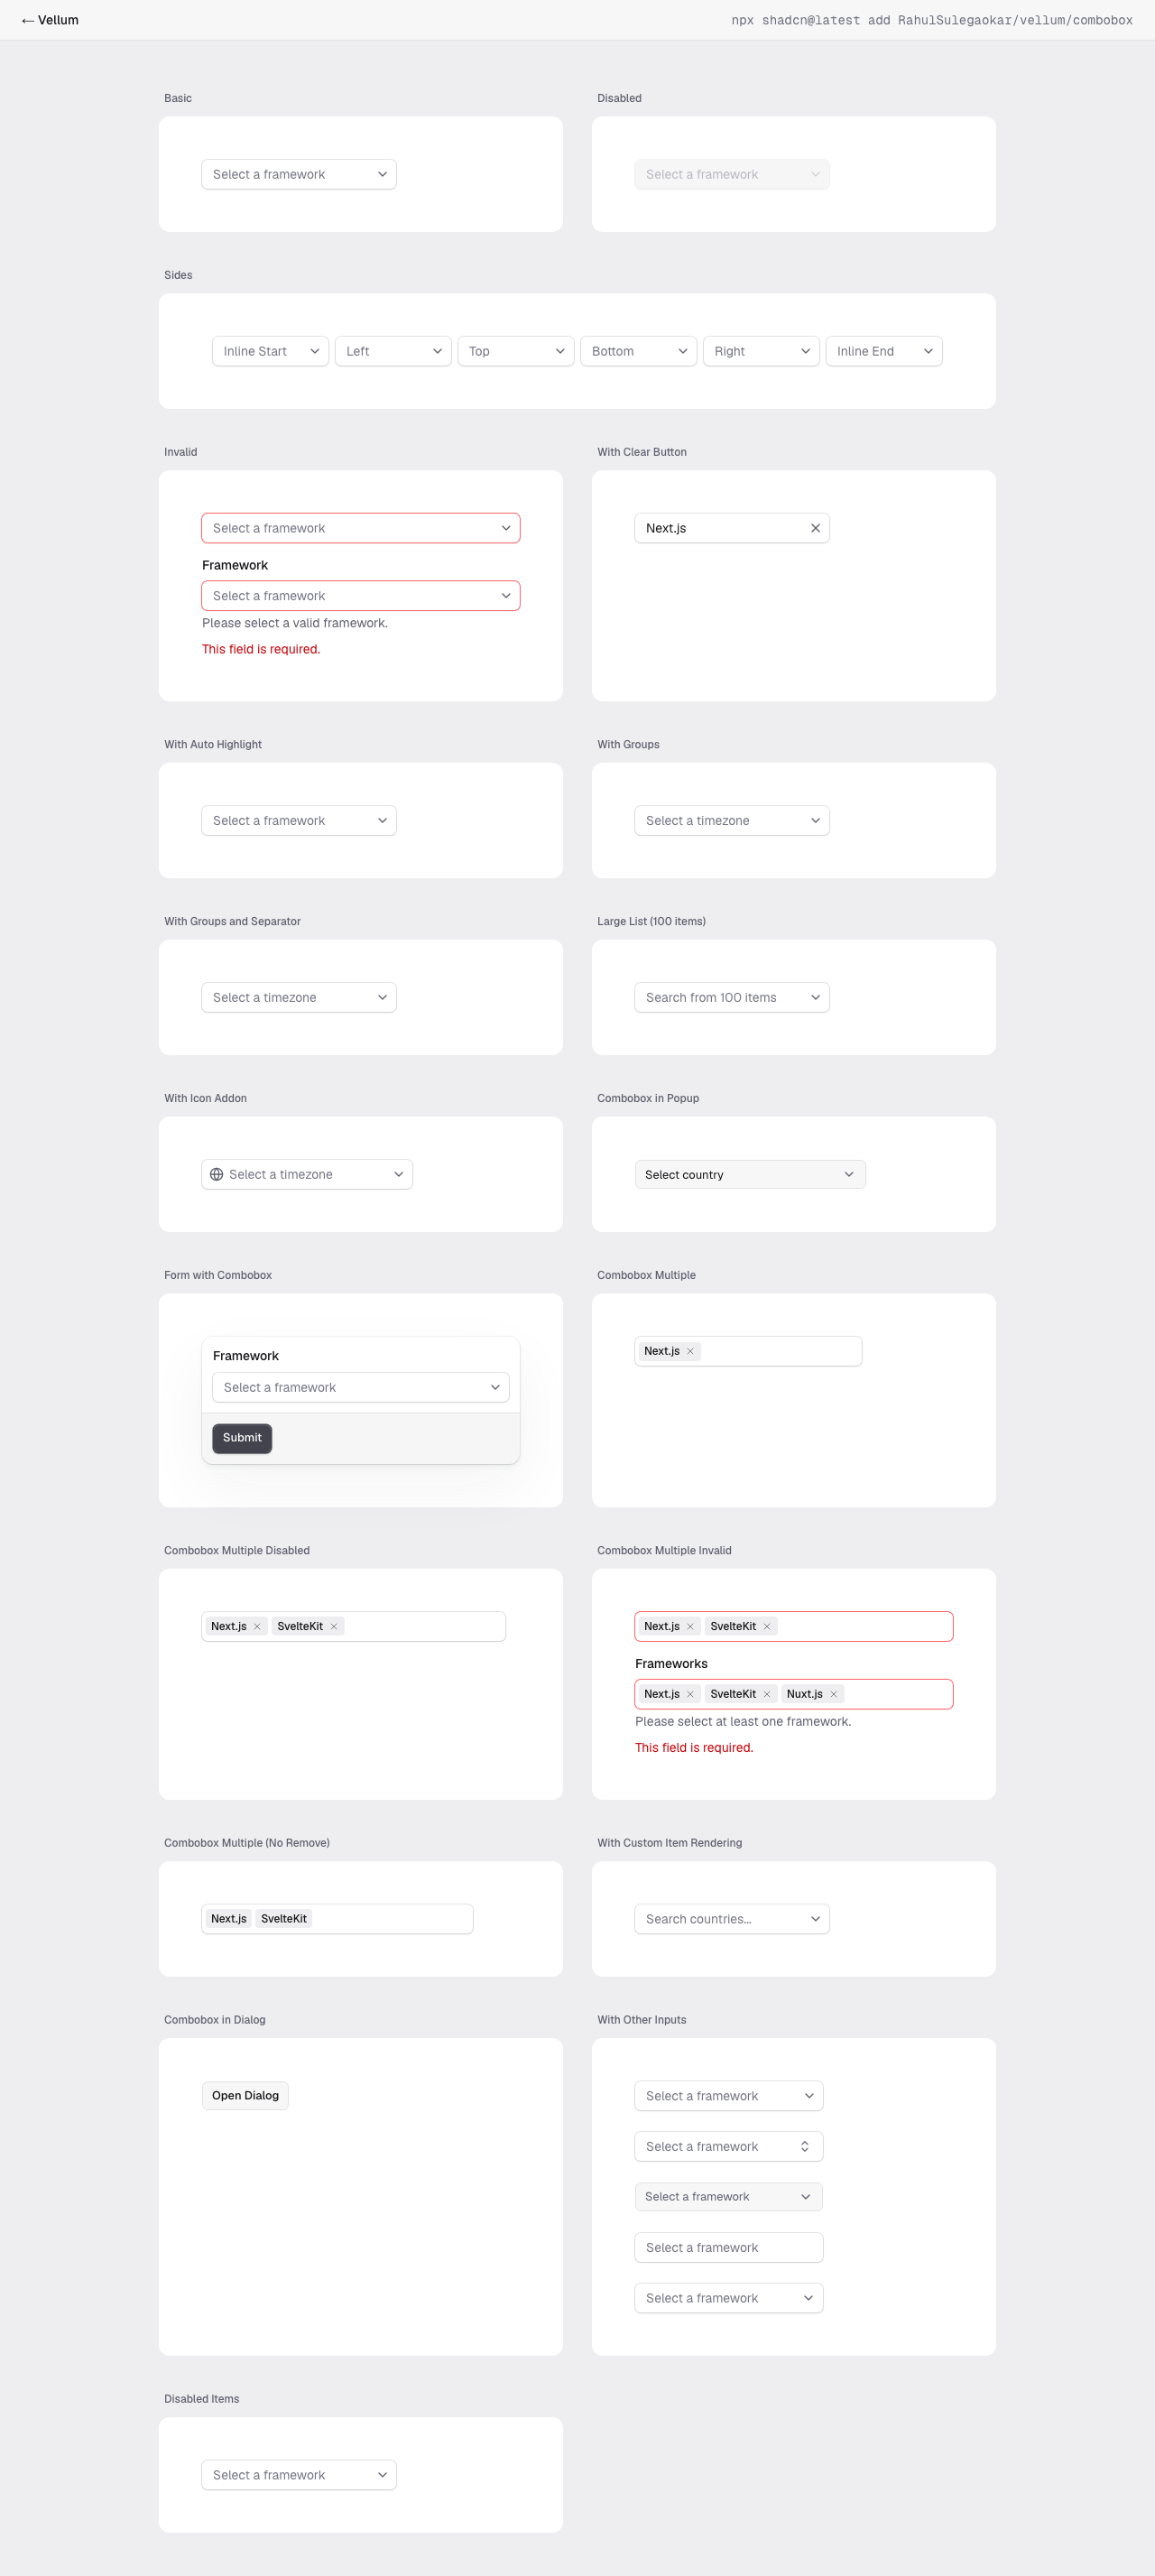 ← Vellum
npx shadcn@latest add RahulSulegaokar/vellum/combobox
Basic
Select a framework
Disabled
Select a framework
Sides
Inline Start
Left
Top
Bottom
Right
Inline End
Invalid
Select a framework
Framework
Select a framework
Please select a valid framework.
This field is required.
With Clear Button
Next.js
With Auto Highlight
Select a framework
With Groups
Select a timezone
With Groups and Separator
Select a timezone
Large List (100 items)
Search from 100 items
With Icon Addon
Select a timezone
Combobox in Popup
Select country
Form with Combobox
Framework
Select a framework
Submit
Combobox Multiple
Next.js
Combobox Multiple Disabled
Next.js
SvelteKit
Combobox Multiple Invalid
Next.js
SvelteKit
Frameworks
Next.js
SvelteKit
Nuxt.js
Please select at least one framework.
This field is required.
Combobox Multiple (No Remove)
Next.js
SvelteKit
With Custom Item Rendering
Search countries...
Combobox in Dialog
Open Dialog
With Other Inputs
Select a framework
Select a framework
Select a framework
Select a framework
Select a framework
Disabled Items
Select a framework